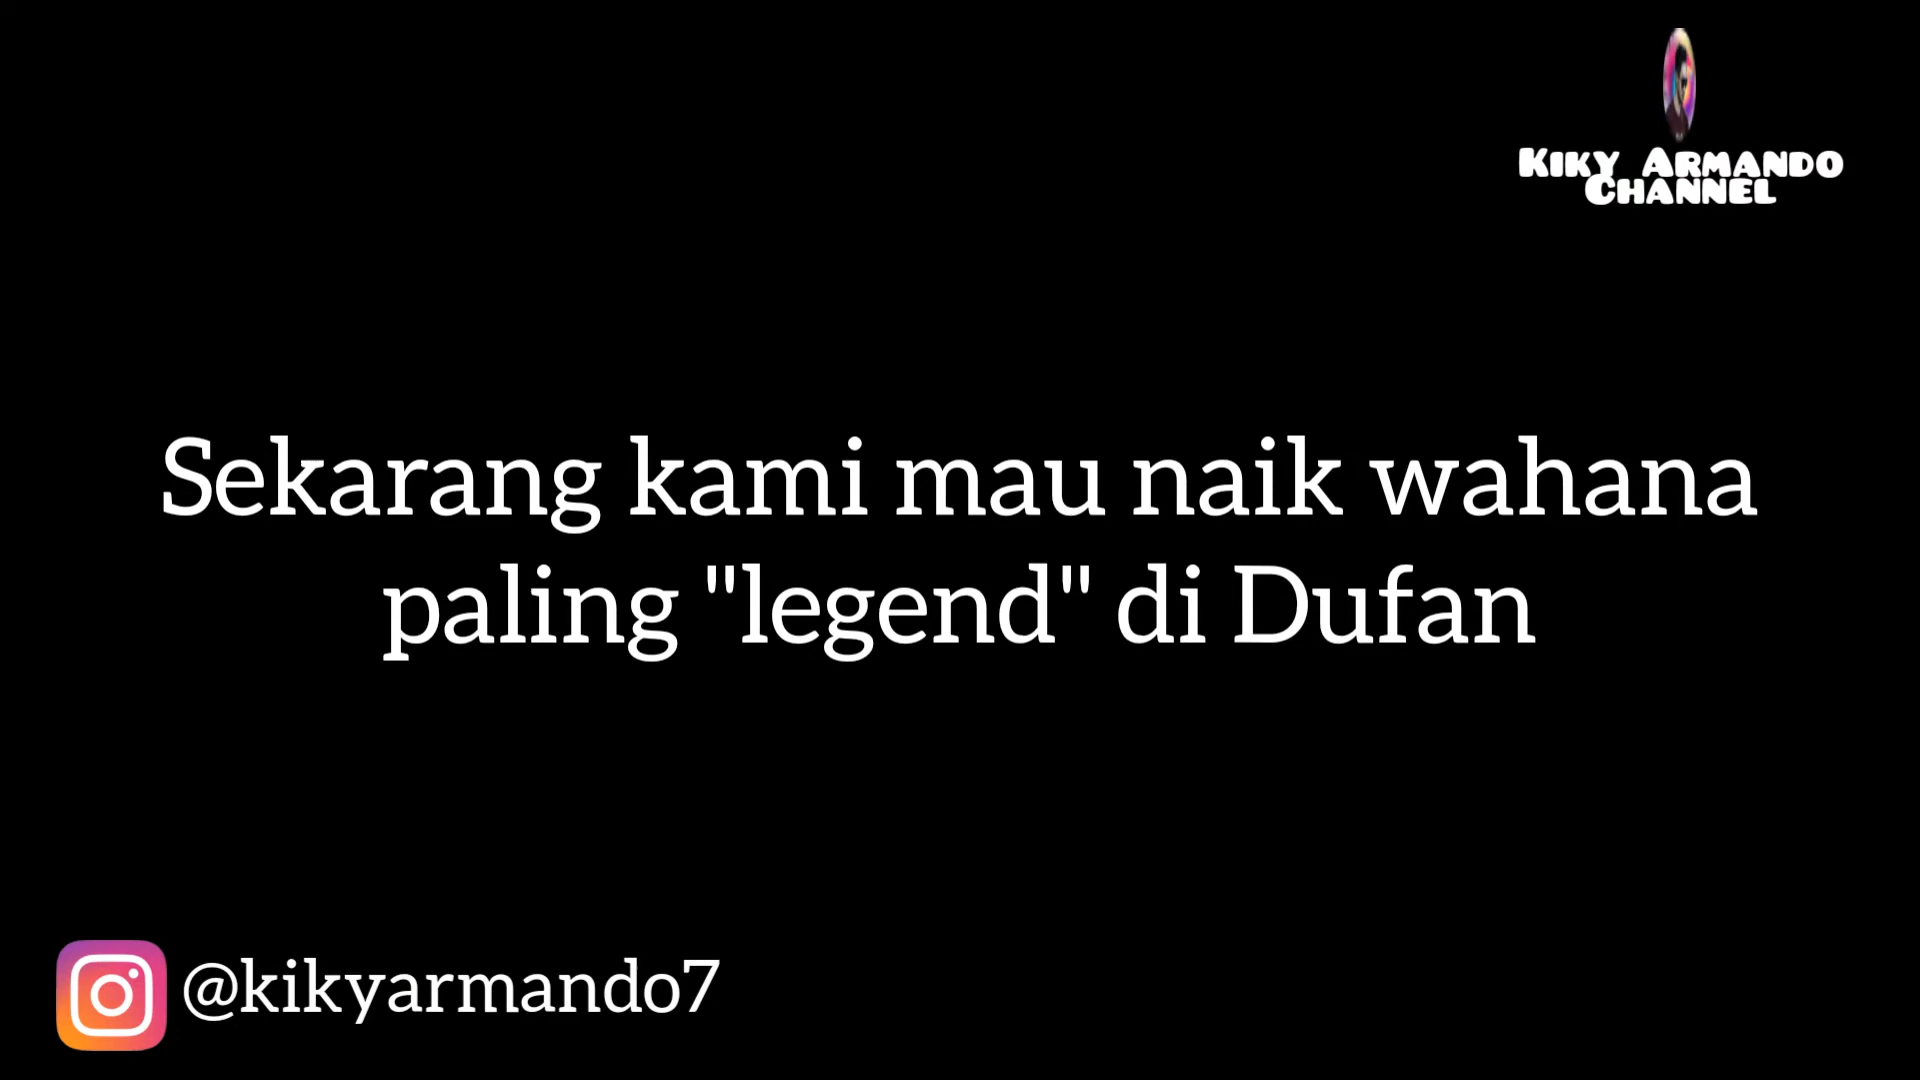 KIKY ARMANDO
CHANNEL
Sekarang kami mau naik wahana
paling "legend" di Dufan
@kikyarmando7